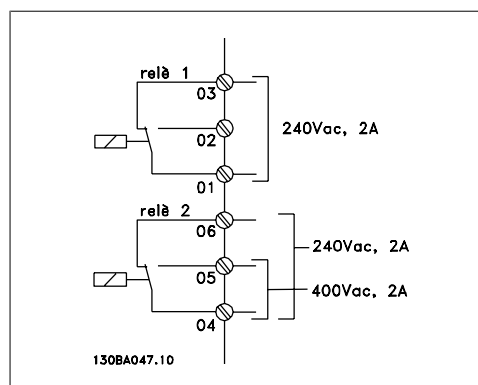 relè 1
03
02
240Vac, 2A
01
relè 2
06
240Vac, 2A
05
400Vac, 2A
04
130BA047.10